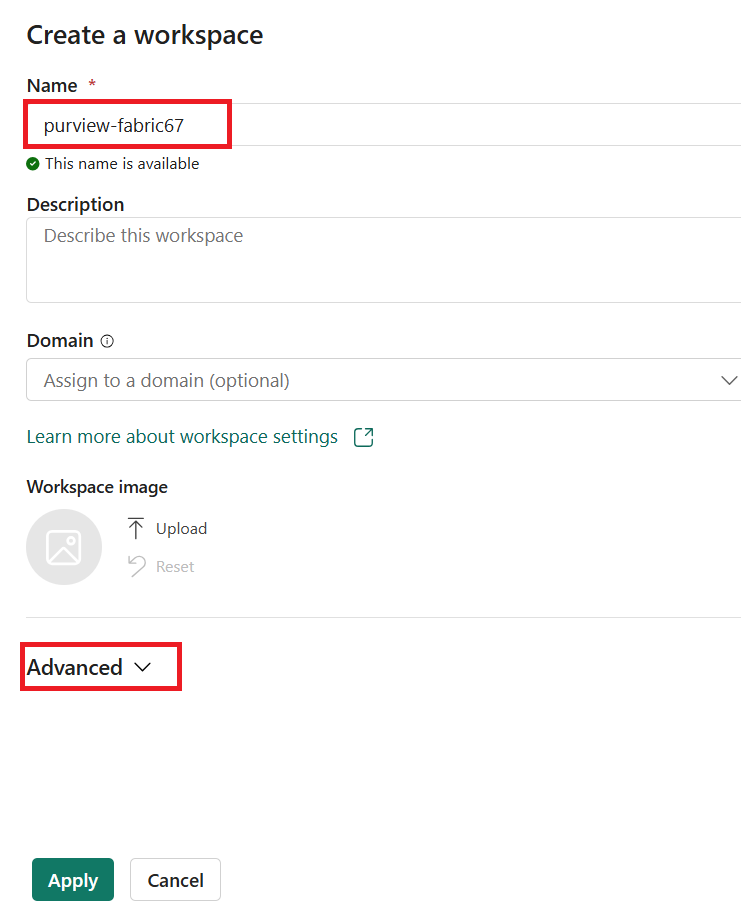 Create a workspace
Name *
purview-fabric67
This name is available
Description
Describe this workspace
Domain
Assign to a domain (optional)
Learn more about workspace settings
Workspace image
Upload
Reset
Advanced
Apply Cancel